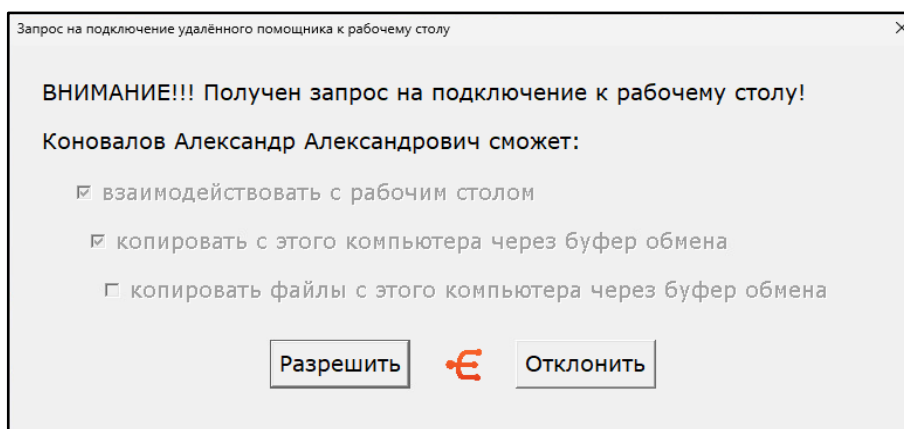 Запрос на подключение удалённого помощника к рабочему столу
ВНИМАНИЕ!!! Получен запрос на подключение к рабочему столу!
Коновалов Александр Александрович сможет:
взаимодействовать с рабочим столом
копировать с этого компьютера через буфер обмена
копировать файлы с этого компьютера через буфер обмена
Разрешить Отклонить